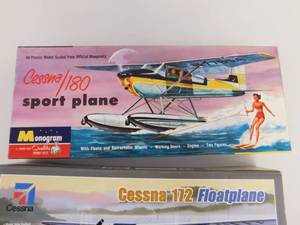 All Plastic Model Scaled from Official Blueprints
Cessna/180
sport plane
Monogram
Quality
With Floats and Retractable Wheels - Working Doors - Engine - Two Figures
Cessna 172 Floatplane
Cessna